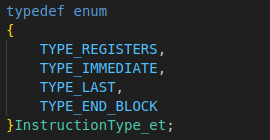 typedef enum
{
    TYPE_REGISTERS,
    TYPE_IMMEDIATE,
    TYPE_LAST,
    TYPE_END_BLOCK
}InstructionType_et;